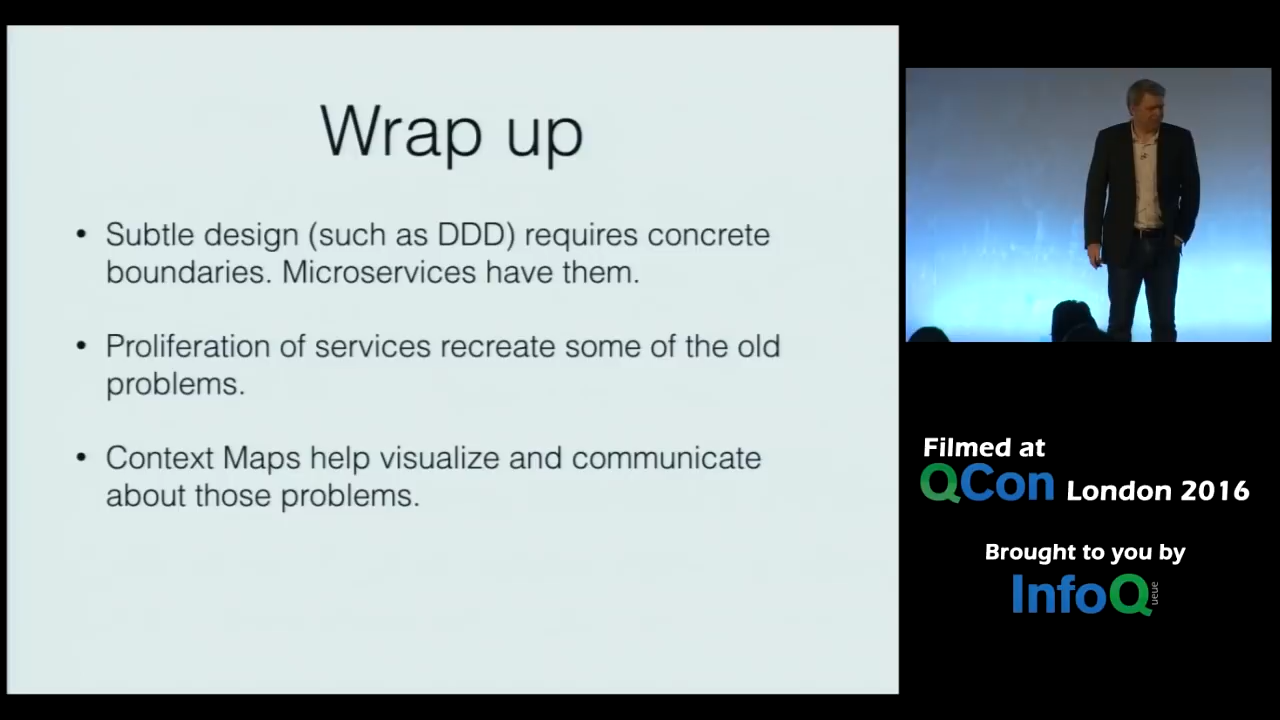 Wrap up
• Subtle design (such as DDD) requires concrete
boundaries. Microservices have them.
• Proliferation of services recreate some of the old
problems.
• Context Maps help visualize and communicate
about those problems.
Filmed at
QCon London 2016
Brought to you by
InfoQueue